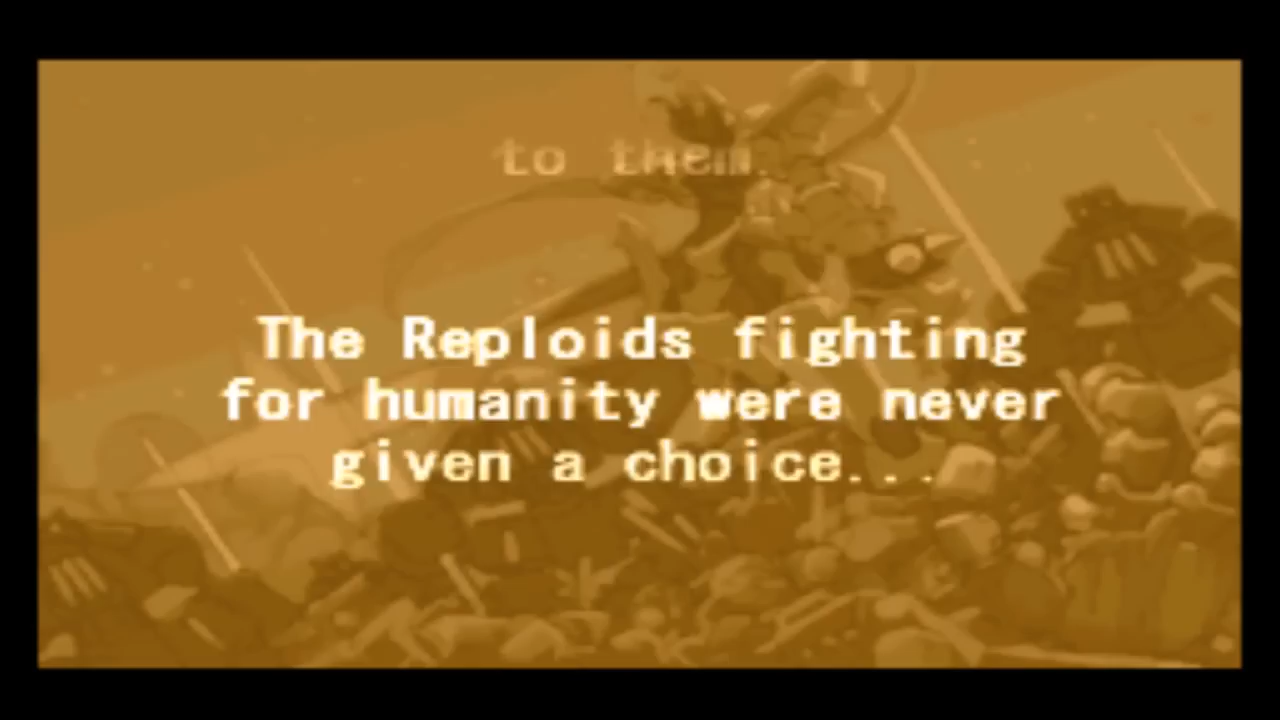 to them.
The Reploids fighting
for humanity were never
given a choice...